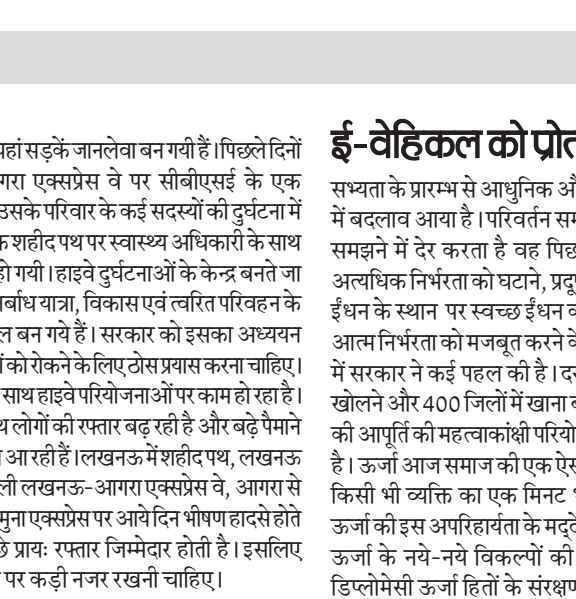 यहां सड़कें जानलेवा बन गयी हैं। पिछले दिनों
गरा एक्सप्रेस वे पर सीबीएसई के एक
उसके परिवार के कई सदस्यों की दुर्घटना में
क शहीद पथ पर स्वास्थ्य अधिकारी के साथ
हो गयी। हाइवे दुर्घटनाओं के केन्द्र बनते जा
र्बाध यात्रा, विकास एवं त्वरित परिवहन के
ल बन गये हैं। सरकार को इसका अध्ययन
को रोकने के लिए ठोस प्रयास करना चाहिए।
साथ हाइवे परियोजनाओं पर काम हो रहा है।
थ लोगों की रफ्तार बढ़ रही है और बढ़े पैमाने
आ रही हैं। लखनऊ में शहीद पथ, लखनऊ
ली लखनऊ-आगरा एक्सप्रेस वे, आगरा से
मुना एक्सप्रेस पर आये दिन भीषण हादसे होते
छे प्रायः रफ्तार जिम्मेदार होती है। इसलिए
पर कड़ी नजर रखनी चाहिए।
ई-वेहिकल को प्रोत
सभ्यता के प्रारम्भ से आधुनिक औ
में बदलाव आया है। परिवर्तन सम
समझने में देर करता है वह पिछ
अत्यधिक निर्भरता को घटाने, प्रदू
ईंधन के स्थान पर स्वच्छ ईंधन व
आत्म निर्भरता को मजबूत करने के
में सरकार ने कई पहल की है। दस
खोलने और 400 जिलों में खाना ब
की आपूर्ति की महत्वाकांक्षी परियो
है। ऊर्जा आज समाज की एक ऐस
किसी भी व्यक्ति का एक मिनट भ
ऊर्जा की इस अपरिहार्यता के मद्दे
ऊर्जा के नये-नये विकल्पों की
डिप्लोमेसी ऊर्जा हितों के संरक्षण